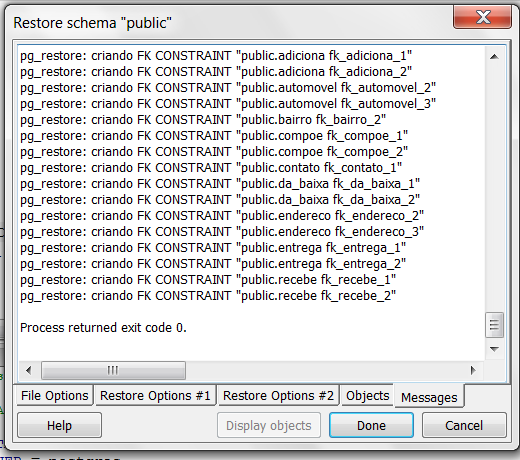 Restore schema "public"
pg_restore: criando FK CONSTRAINT "public.adiciona fk_adiciona_1"
pg_restore: criando FK CONSTRAINT "public.adiciona fk_adiciona_2"
pg_restore: criando FK CONSTRAINT "public.automovel fk_automovel_2"
pg_restore: criando FK CONSTRAINT "public.automovel fk_automovel_3"
pg_restore: criando FK CONSTRAINT "public.bairro fk_bairro_2"
pg_restore: criando FK CONSTRAINT "public.compoe fk_compoe_1"
pg_restore: criando FK CONSTRAINT "public.compoe fk_compoe_2"
pg_restore: criando FK CONSTRAINT "public.contato fk_contato_1"
pg_restore: criando FK CONSTRAINT "public.da_baixa fk_da_baixa_1"
pg_restore: criando FK CONSTRAINT "public.da_baixa fk_da_baixa_2"
pg_restore: criando FK CONSTRAINT "public.endereco fk_endereco_2"
pg_restore: criando FK CONSTRAINT "public.endereco fk_endereco_3"
pg_restore: criando FK CONSTRAINT "public.entrega fk_entrega_1"
pg_restore: criando FK CONSTRAINT "public.entrega fk_entrega_2"
pg_restore: criando FK CONSTRAINT "public.recebe fk_recebe_1"
pg_restore: criando FK CONSTRAINT "public.recebe fk_recebe_2"
Process returned exit code 0.
File Options Restore Options #1 Restore Options #2 Objects Messages
Help Display objects Done Cancel